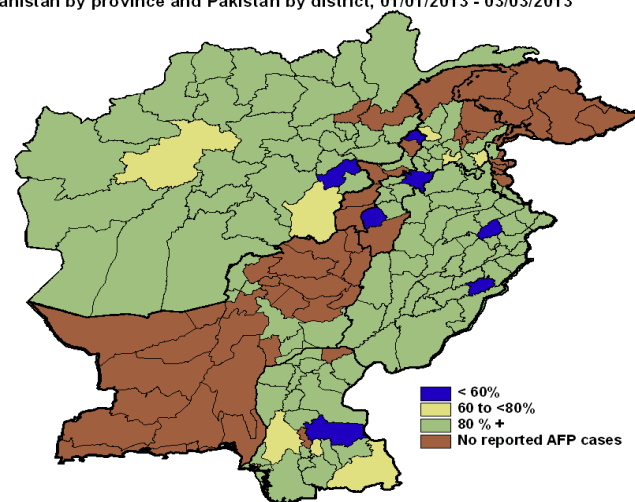 by province and Pakistan by district, 01/01/2013 - 03/03/2013
< 60%
60 to <80%
80 % +
No reported AFP cases